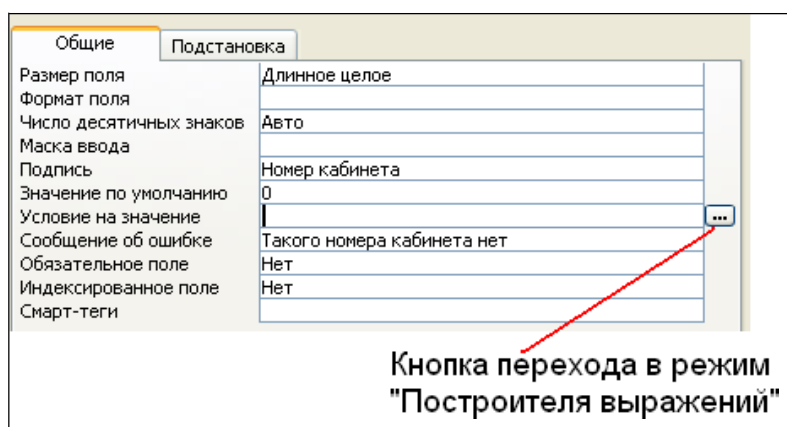 Общие Подстановка
Размер поля Длинное целое
Формат поля
Число десятичных знаков Авто
Маска ввода
Подпись Номер кабинета
Значение по умолчанию 0
Условие на значение ...
Сообщение об ошибке Такого номера кабинета нет
Обязательное поле Нет
Индексированное поле Нет
Смарт-теги
Кнопка перехода в режим
"Построителя выражений"